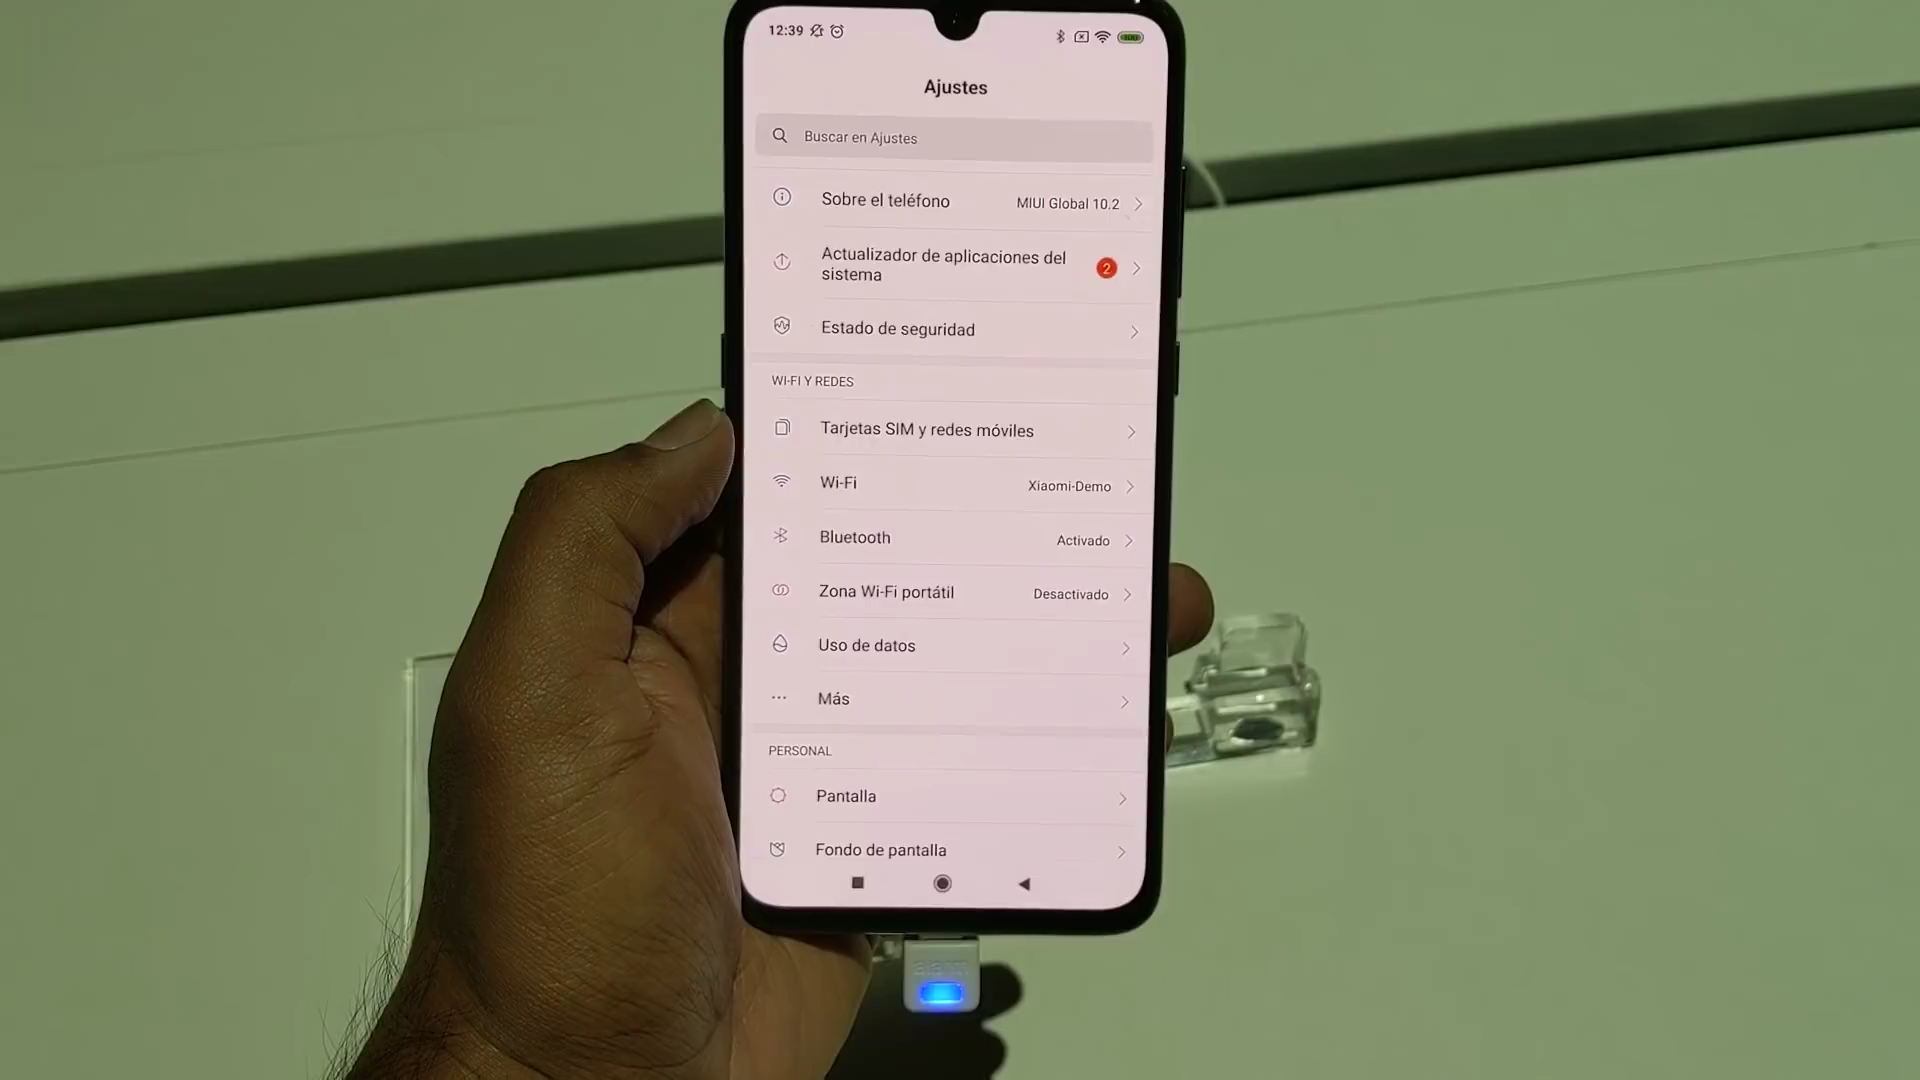 12:39
Ajustes
Buscar en Ajustes
Sobre el teléfono MIUI Global 10.2
Actualizador de aplicaciones del
sistema
2
Estado de seguridad
WI-FI Y REDES
Tarjetas SIM y redes móviles
Wi-Fi Xiaomi-Demo
Bluetooth Activado
Zona Wi-Fi portátil Desactivado
Uso de datos
Más
PERSONAL
Pantalla
Fondo de pantalla